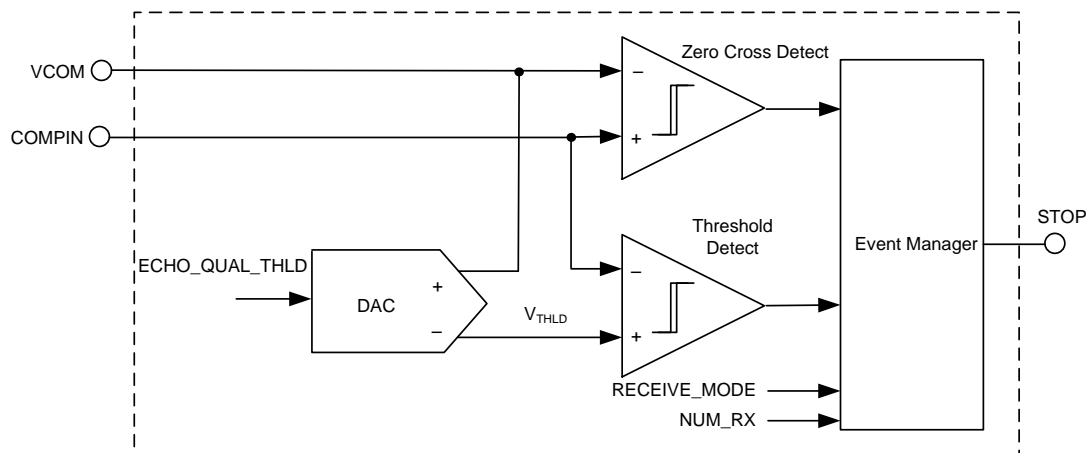 Zero Cross Detect
VCOM
−
COMPIN
+
STOP
Threshold
Detect
Event Manager
ECHO_QUAL_THLD
−
+
DAC
VTHLD
−
+
RECEIVE_MODE
NUM_RX